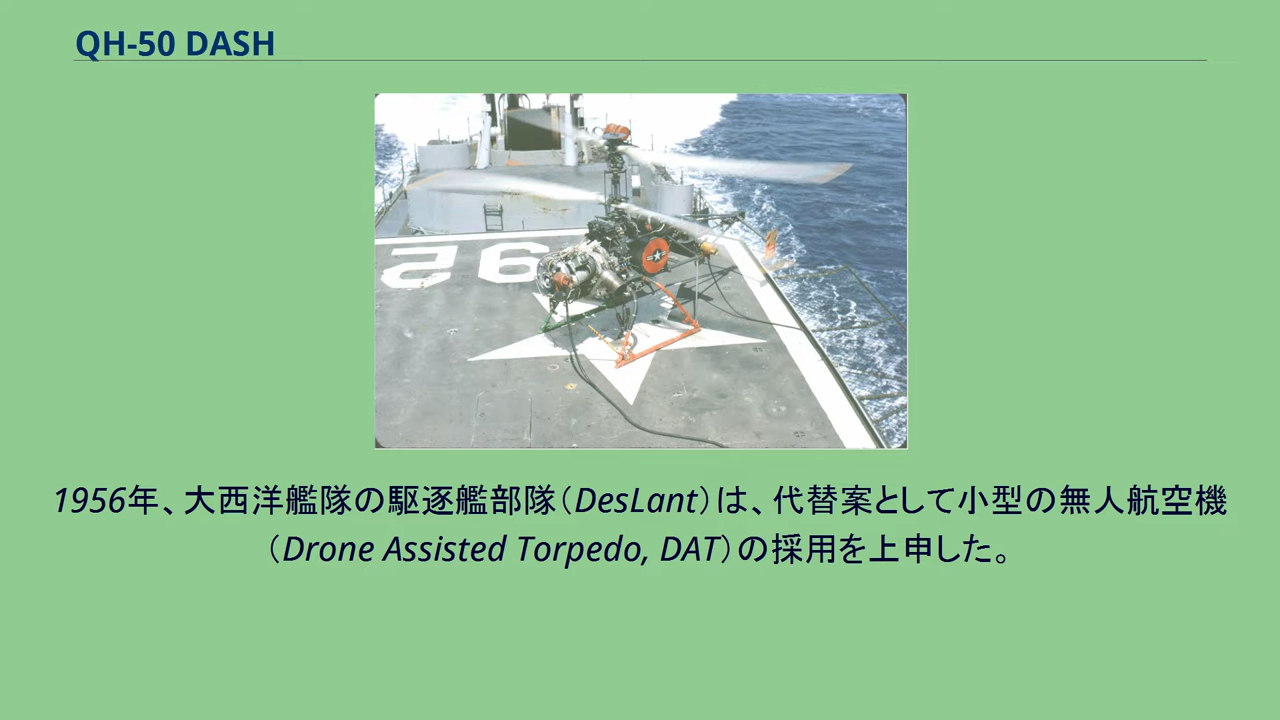 QH-50 DASH
92
1956年、大西洋艦隊の駆逐艦部隊（DesLant）は、代替案として小型の無人航空機
（Drone Assisted Torpedo, DAT）の採用を上申した。